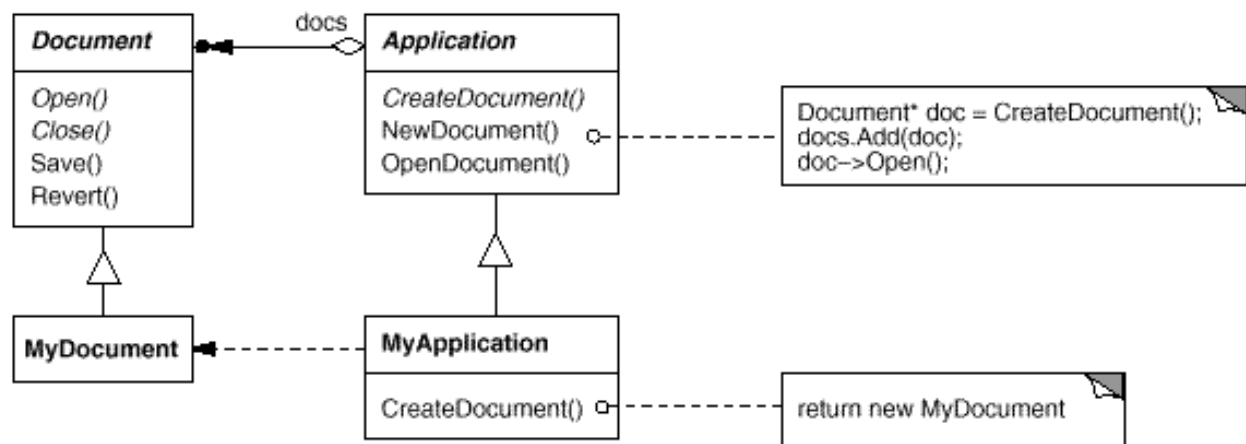 docs
Document
Open()
Close()
Save()
Revert()
Application
CreateDocument()
NewDocument()
OpenDocument()
Document* doc = CreateDocument();
docs.Add(doc);
doc–>Open();
MyDocument
MyApplication
CreateDocument()
return new MyDocument